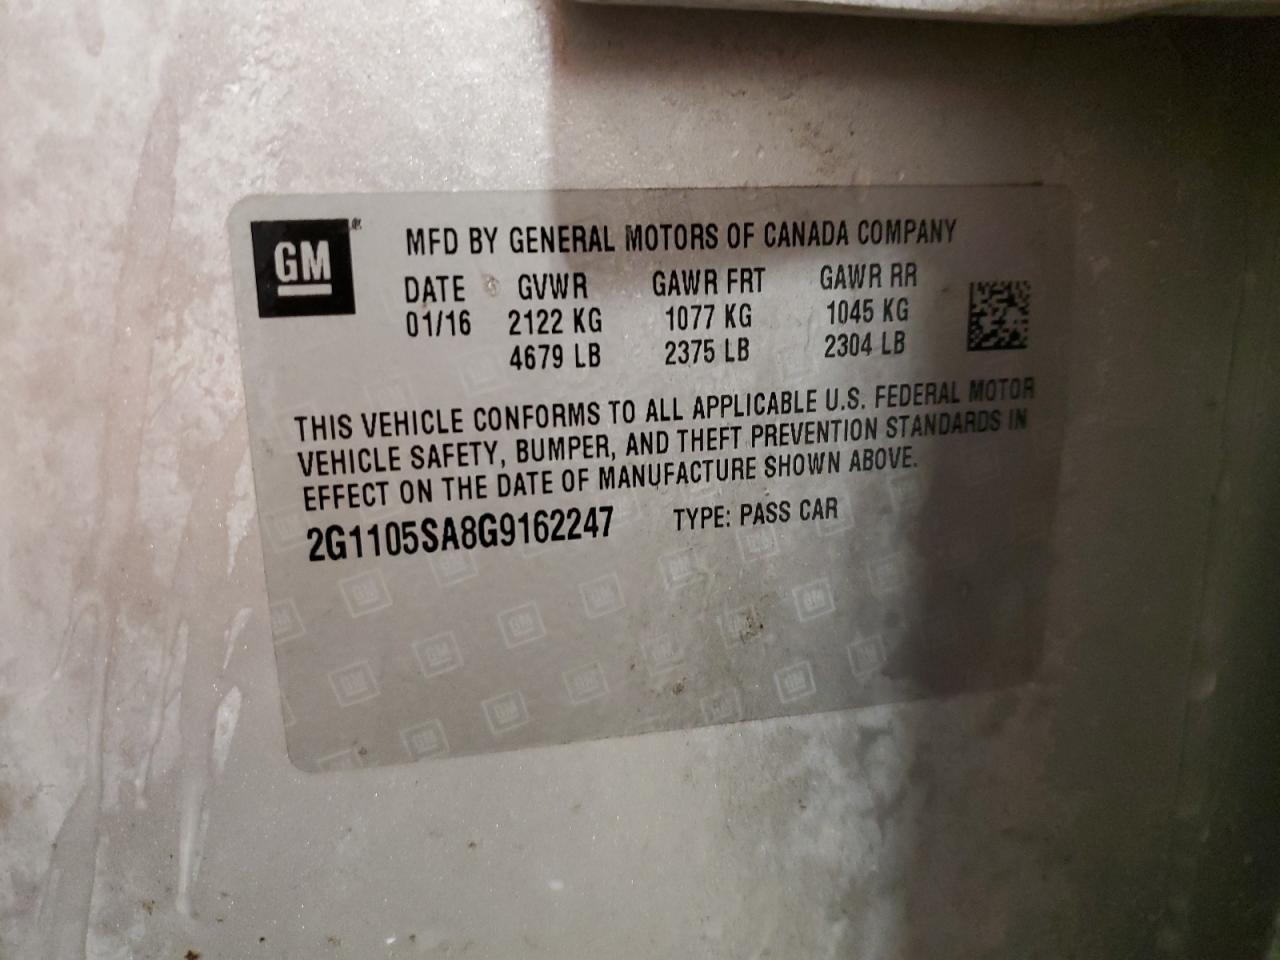 GM
MFD BY GENERAL MOTORS OF CANADA COMPANY
DATE GVWR GAWR FRT GAWR RR
01/16 2122 KG 1077 KG 1045 KG
4679 LB 2375 LB 2304 LB
THIS VEHICLE CONFORMS TO ALL APPLICABLE U.S. FEDERAL MOTOR
VEHICLE SAFETY, BUMPER, AND THEFT PREVENTION STANDARDS IN
EFFECT ON THE DATE OF MANUFACTURE SHOWN ABOVE.
2G1105SA8G9162247 TYPE: PASS CAR